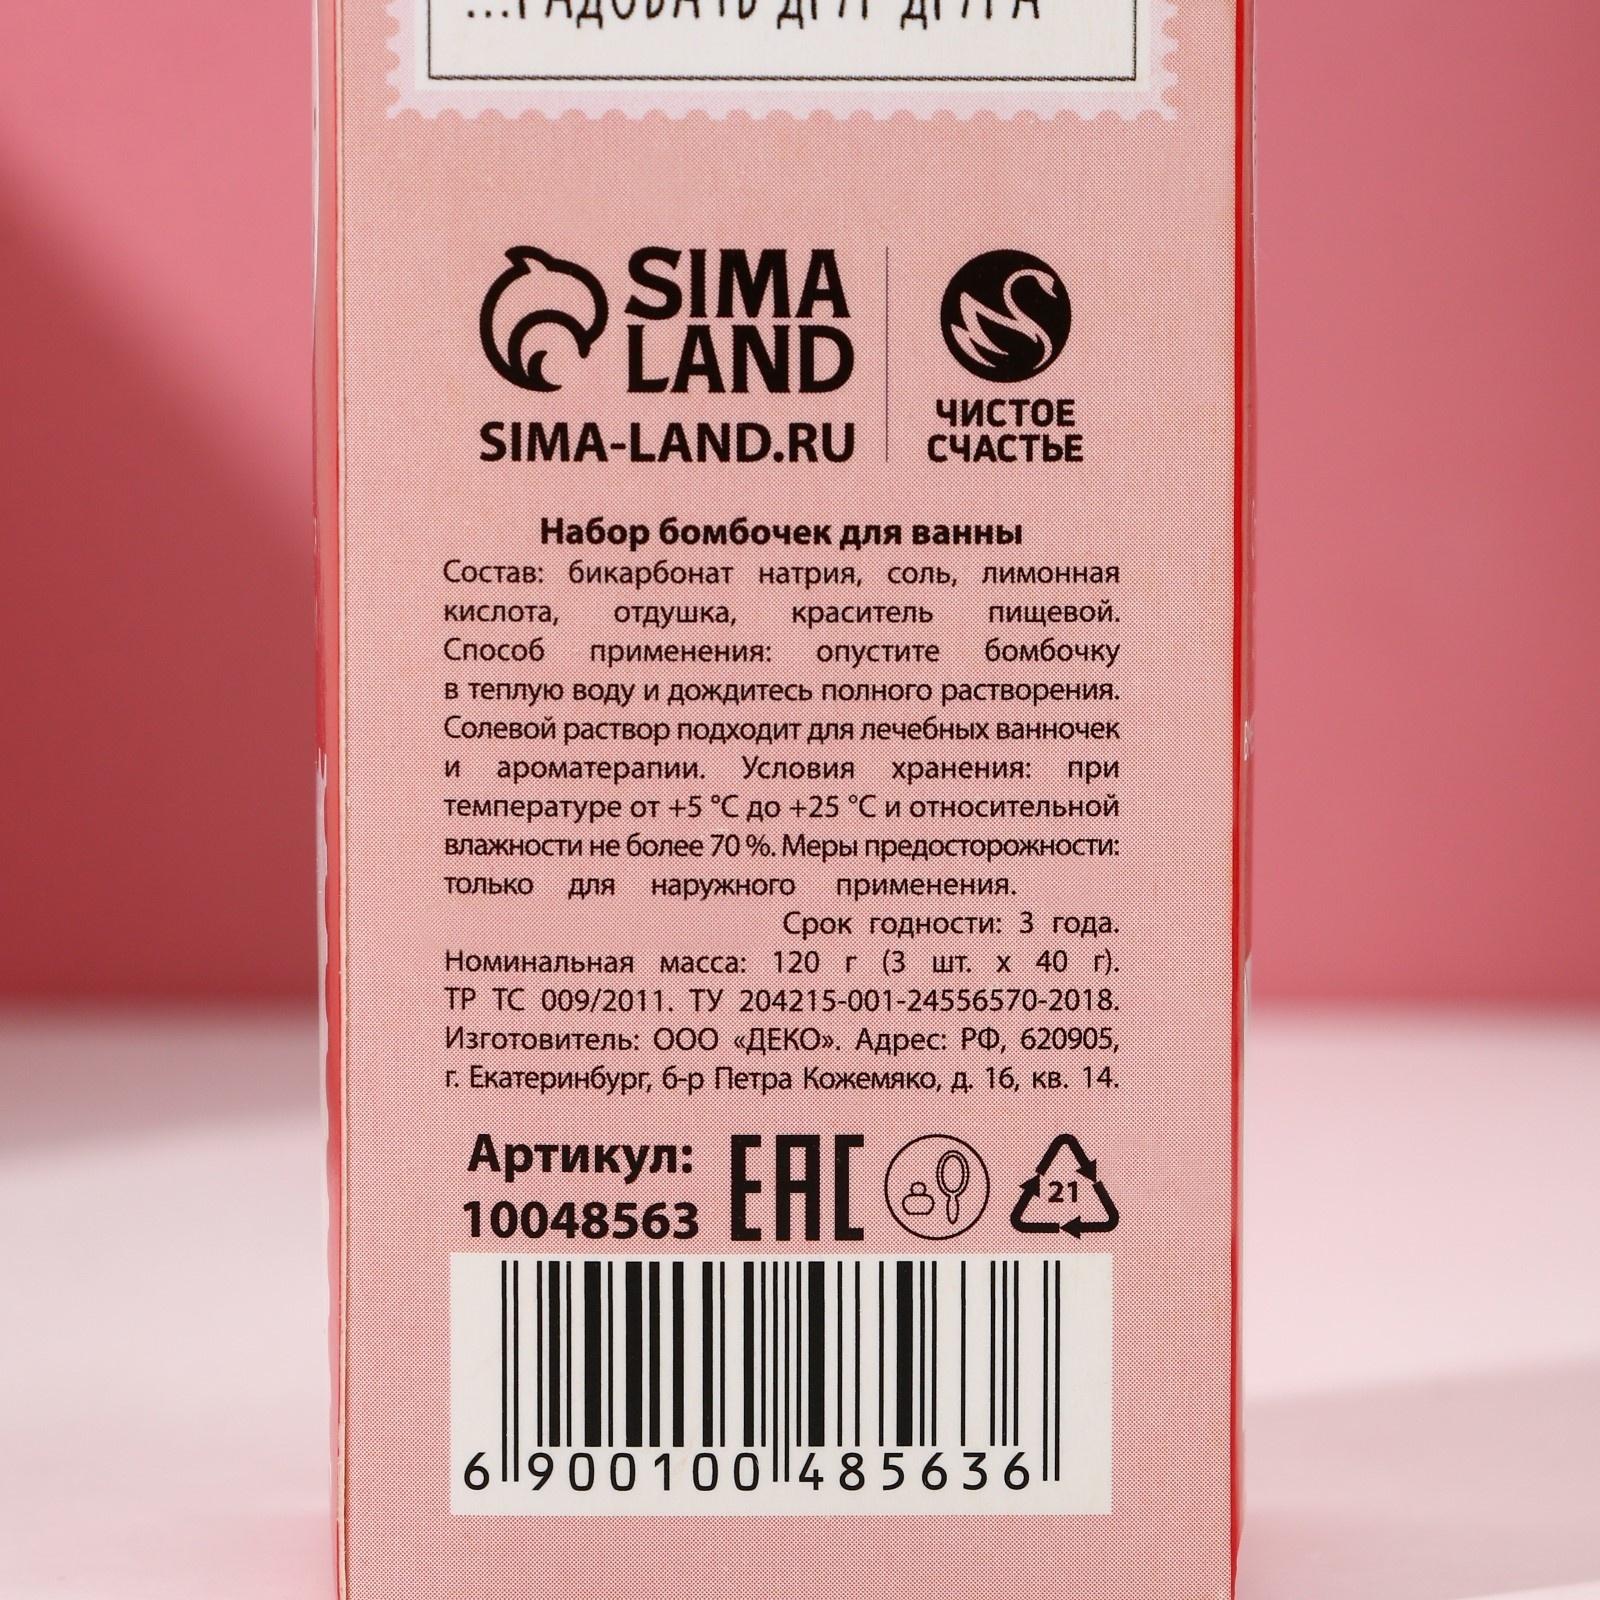 ...РАДОВАТЬ ДРУГ ДРУГА
SIMA
LAND
SIMA-LAND.RU
ЧИСТОЕ
СЧАСТЬЕ
Набор бомбочек для ванны
Состав: бикарбонат натрия, соль, лимонная
кислота, отдушка, краситель пищевой.
Способ применения: опустите бомбочку
в теплую воду и дождитесь полного растворения.
Солевой раствор подходит для лечебных ванночек
и ароматерапии. Условия хранения: при
температуре от +5 °С до +25 °С и относительной
влажности не более 70 %. Меры предосторожности:
только для наружного применения.
Срок годности: 3 года.
Номинальная масса: 120 г (3 шт. х 40 г).
ТР ТС 009/2011. ТУ 204215-001-24556570-2018.
Изготовитель: ООО «ДЕКО». Адрес: РФ, 620905,
г. Екатеринбург, б-р Петра Кожемяко, д. 16, кв. 14.
Артикул:
10048563
ЕАС
21
6 900100 485636